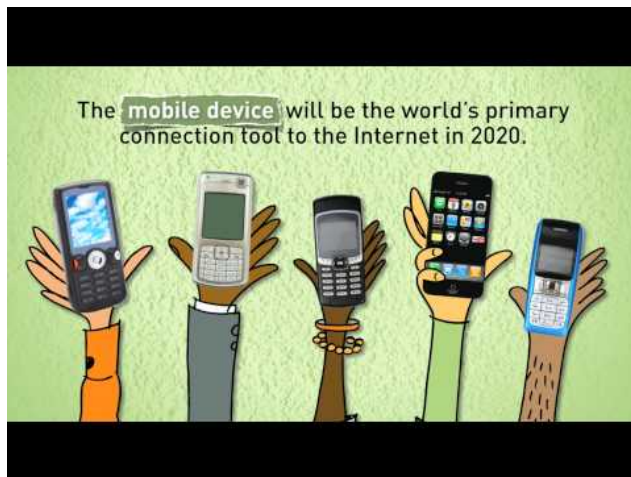 The mobile device will be the world's primary
connection tool to the Internet in 2020.